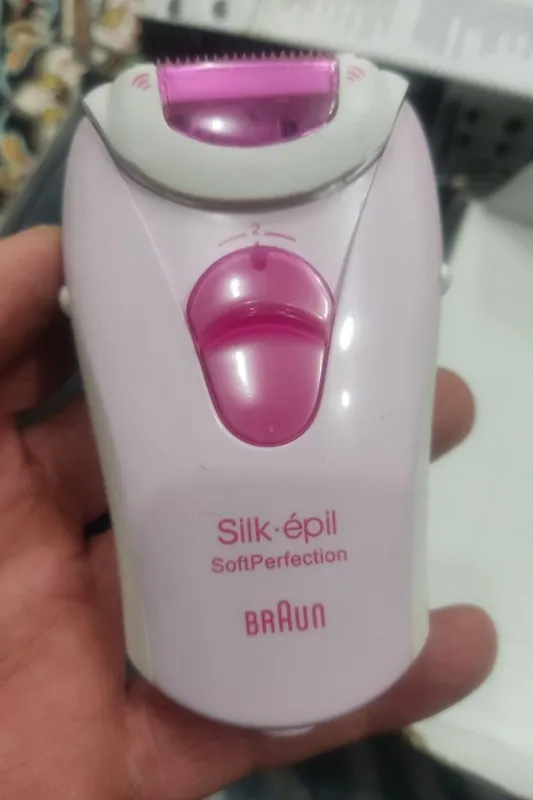 2
Silk·épil
SoftPerfection
BRAUN